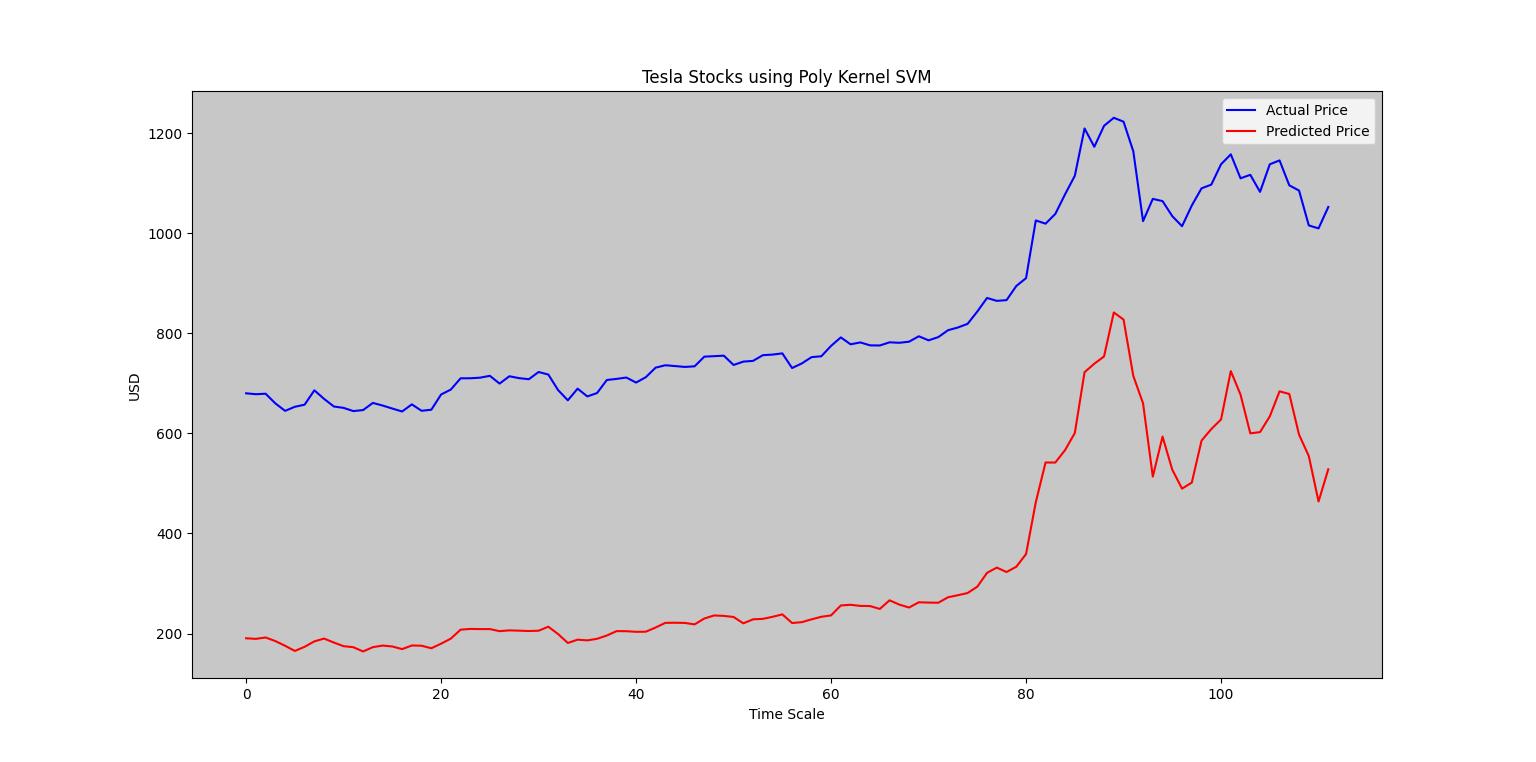 Tesla Stocks using Poly Kernel SVM
Actual Price
Predicted Price
1200
1000
800
600
400
200
USD
0 20 40 60 80 100
Time Scale